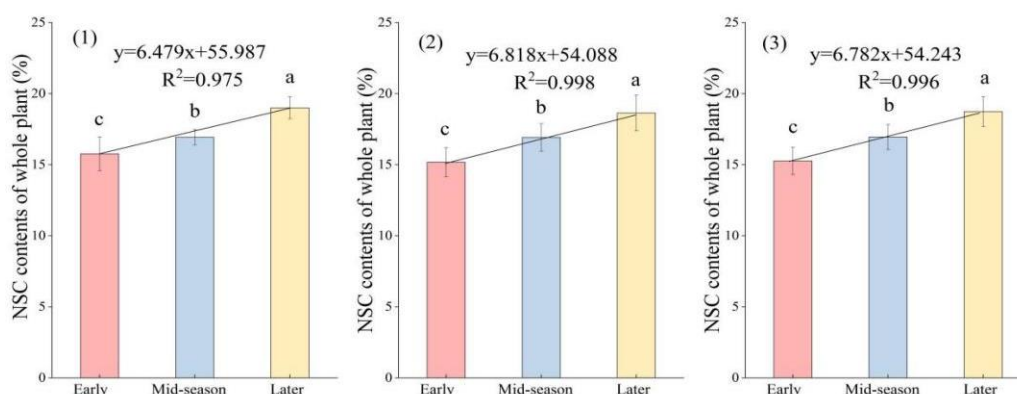 NSC contents of whole plant (%)
25
20
15
10
5
0
(1)
y=6.479x+55.987
R²=0.975
c
b
a
Early
Mid-season
Later
NSC contents of whole plant (%)
25
20
15
10
5
0
(2)
y=6.818x+54.088
R²=0.998
c
b
a
Early
Mid-season
Later
NSC contents of whole plant (%)
25
20
15
10
5
0
(3)
y=6.782x+54.243
R²=0.996
c
b
a
Early
Mid-season
Later